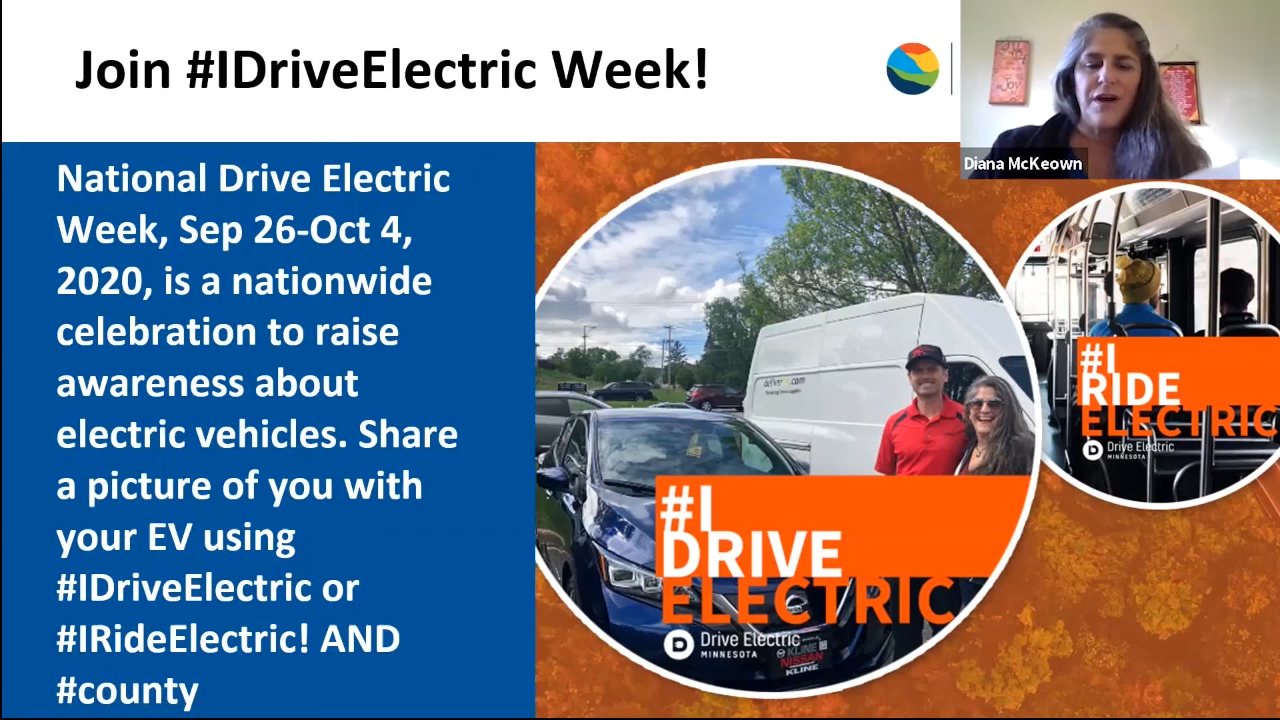 Join #IDriveElectric Week!
Diana McKeown
National Drive Electric
Week, Sep 26-Oct 4,
2020, is a nationwide
celebration to raise
awareness about
electric vehicles. Share
a picture of you with
your EV using
#IDriveElectric or
#IRideElectric! AND
#county
#I
DRIVE
ELECTRIC
Drive Electric
MINNESOTA
KLINE
NISSAN
KLINE
#I
RIDE
ELECTRIC
Drive Electric
MINNESOTA